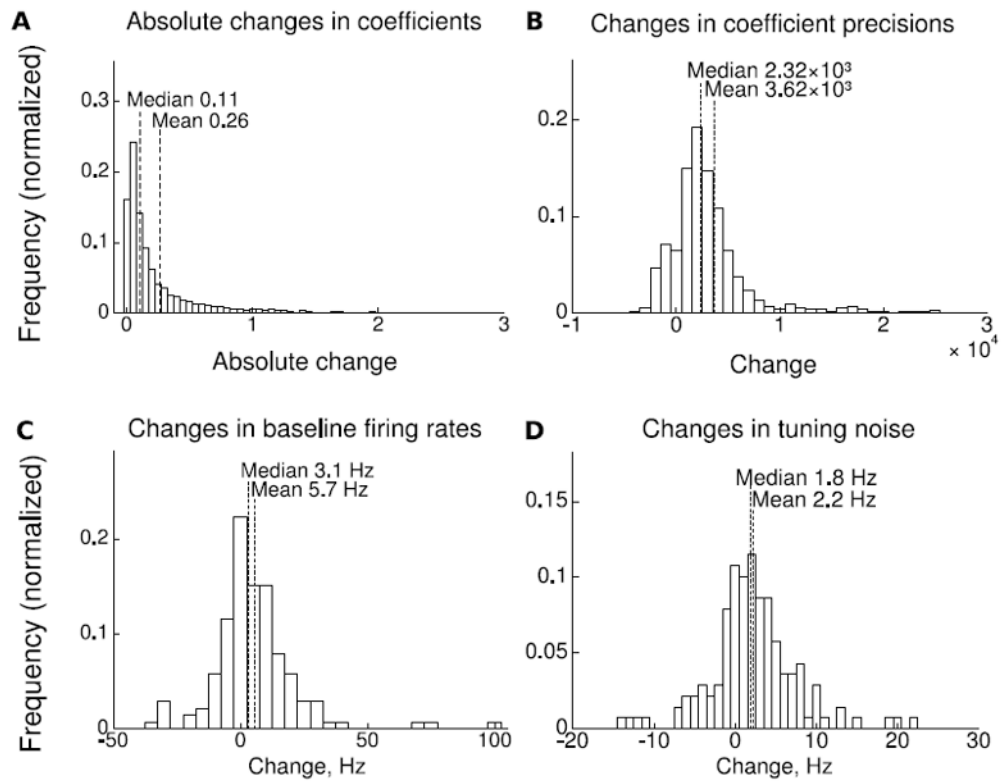 A Absolute changes in coefficients
Frequency (normalized)
0.3
0.2
0.1
0
Median 0.11
Mean 0.26
0 1 2 3
Absolute change
B Changes in coefficient precisions
Median 2.32×10³
Mean 3.62×10³
0.2
0.1
0
-1 0 1 2 3
× 10⁴
Change
C Changes in baseline firing rates
Frequency (normalized)
Median 3.1 Hz
Mean 5.7 Hz
0.2
0.1
0
-50 0 50 100
Change, Hz
D Changes in tuning noise
Median 1.8 Hz
Mean 2.2 Hz
0.15
0.1
0.05
0
-20 -10 0 10 20 30
Change, Hz